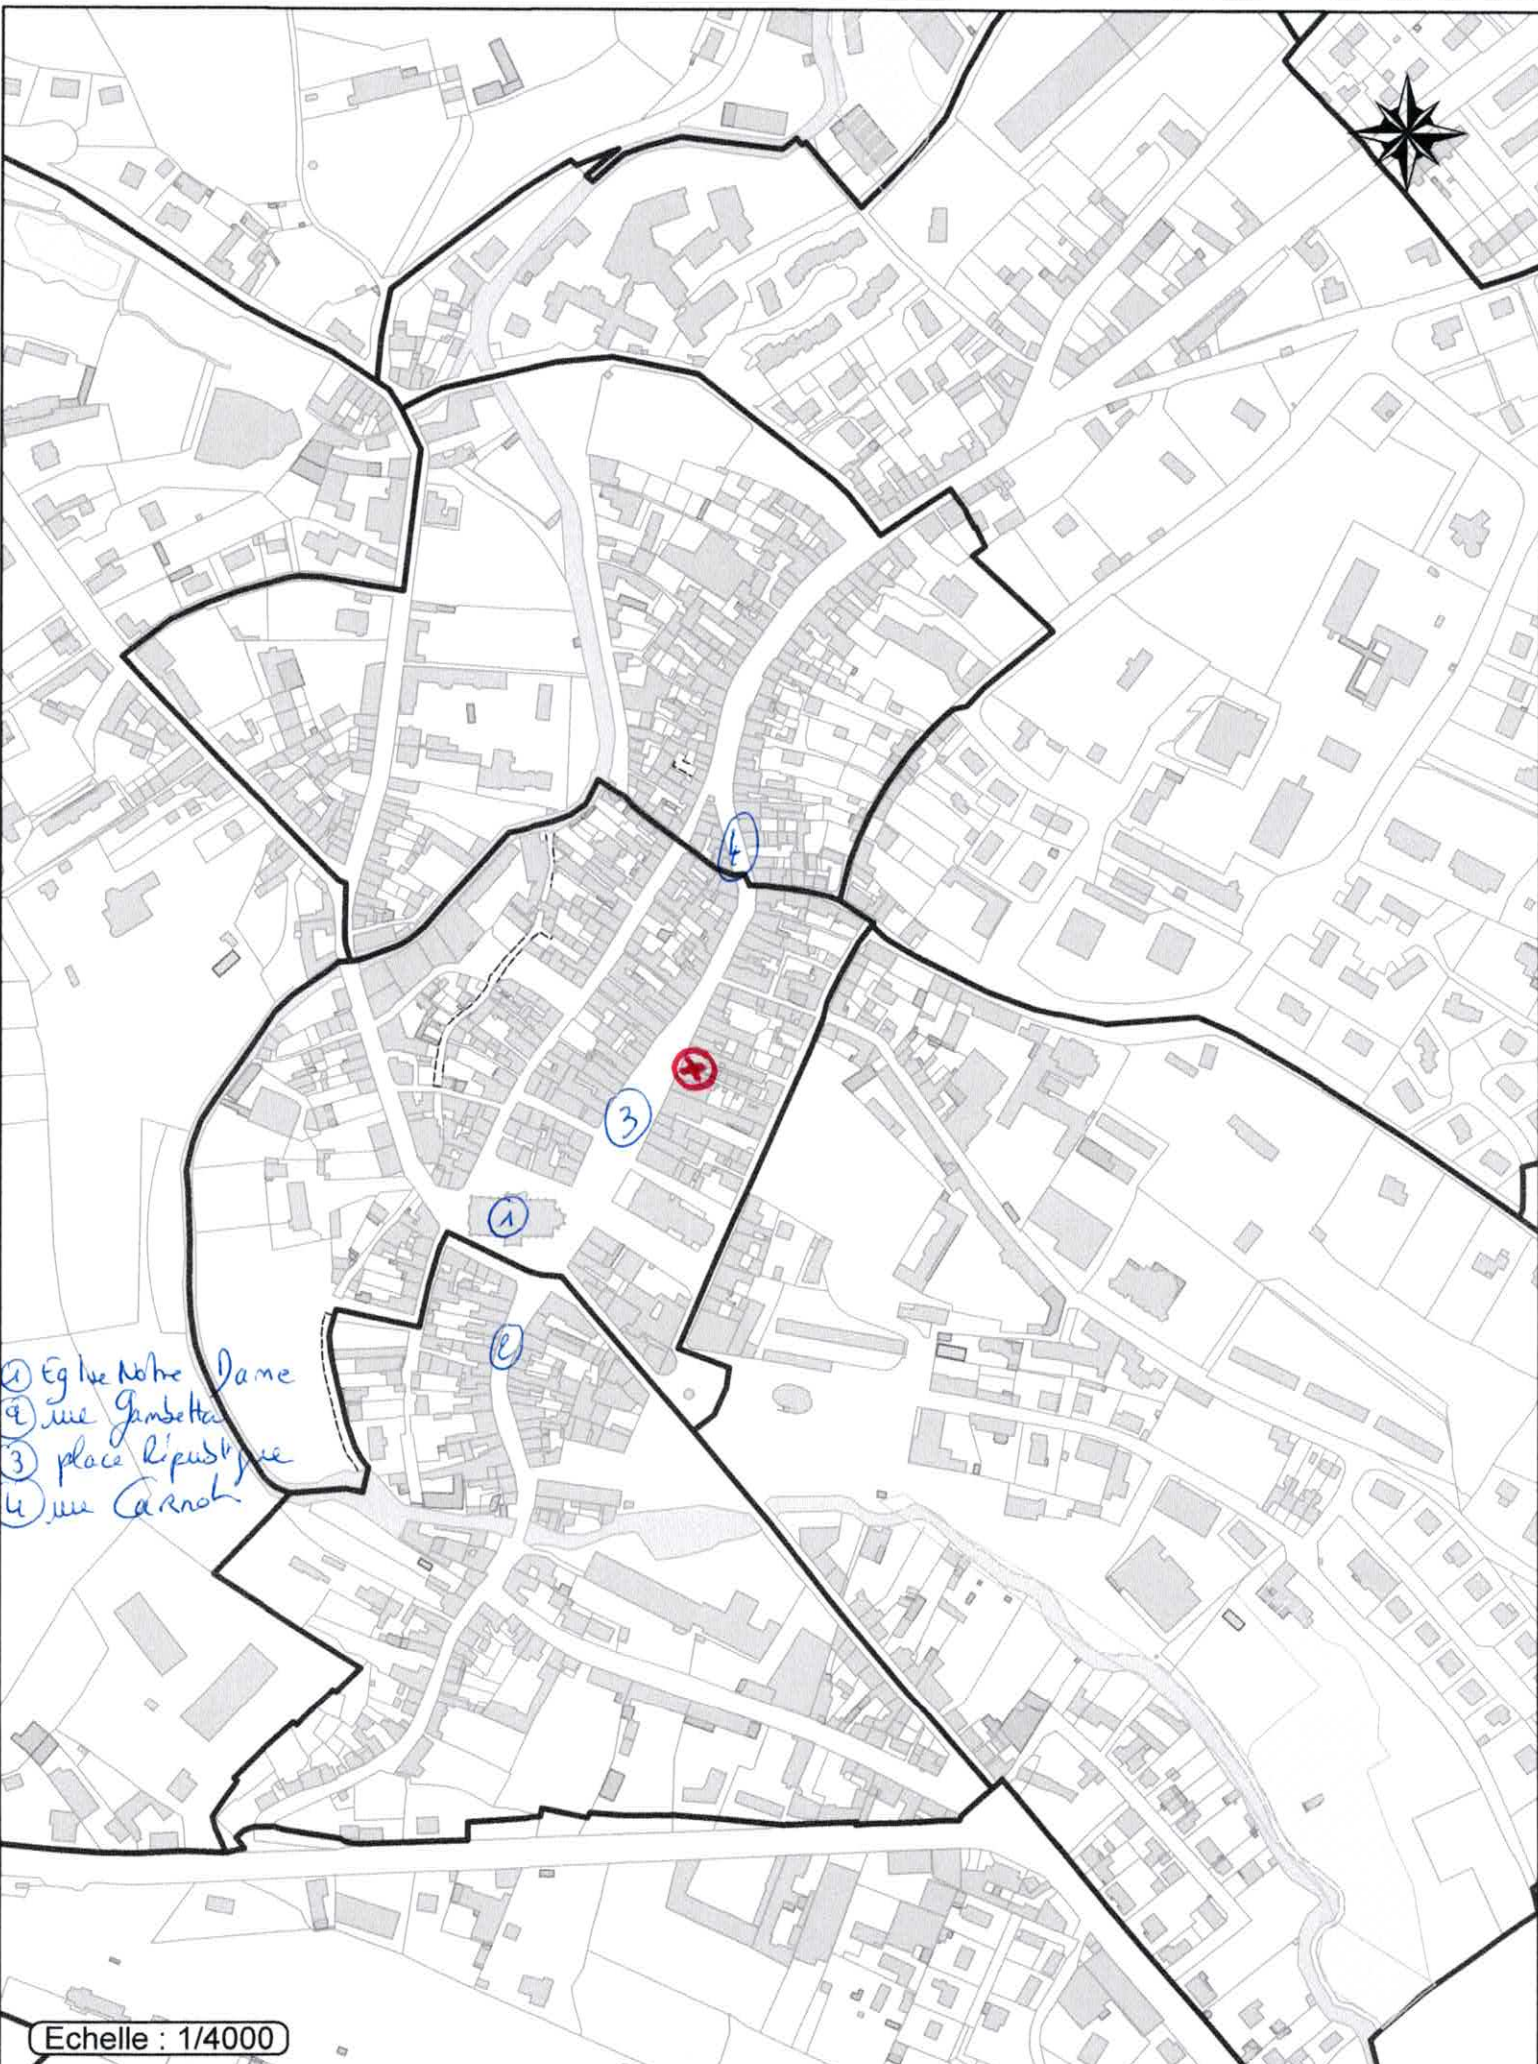 4
3
1
2
① Eglise Notre Dame
② rue Gambetta
③ place République
④ rue Carnot
Echelle : 1/4000